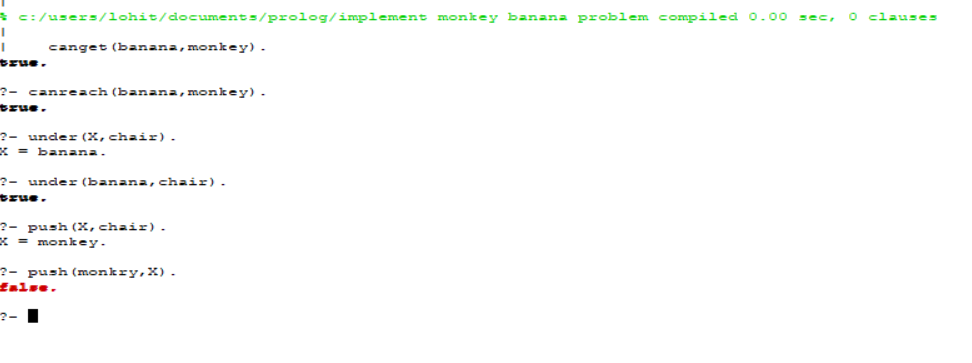 % c:/users/lohit/documents/prolog/implement monkey banana problem compiled 0.00 sec, 0 clauses
|
|    canget(banana,monkey).
true.
?- canreach(banana,monkey).
true.
?- under(X,chair).
X = banana.
?- under(banana,chair).
true.
?- push(X,chair).
X = monkey.
?- push(monkry,X).
false.
?-